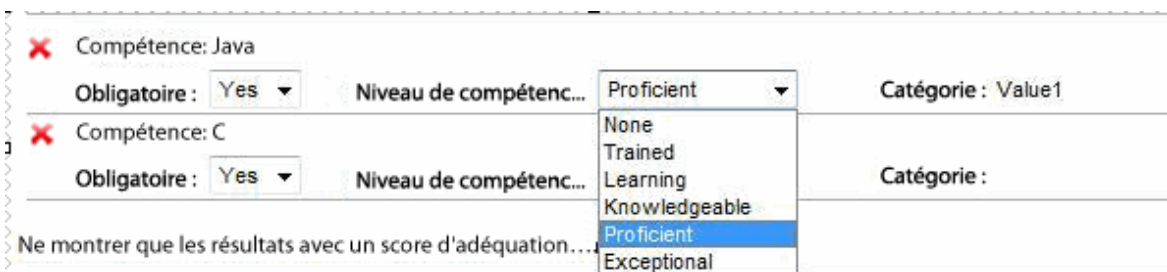 Compétence: Java
Obligatoire : Yes Niveau de compétenc... Proficient Catégorie : Value1
None
Compétence: C
Trained
Obligatoire : Yes Niveau de compétenc... Learning Catégorie :
Knowledgeable
Proficient
Ne montrer que les résultats avec un score d'adéquation...
Exceptional